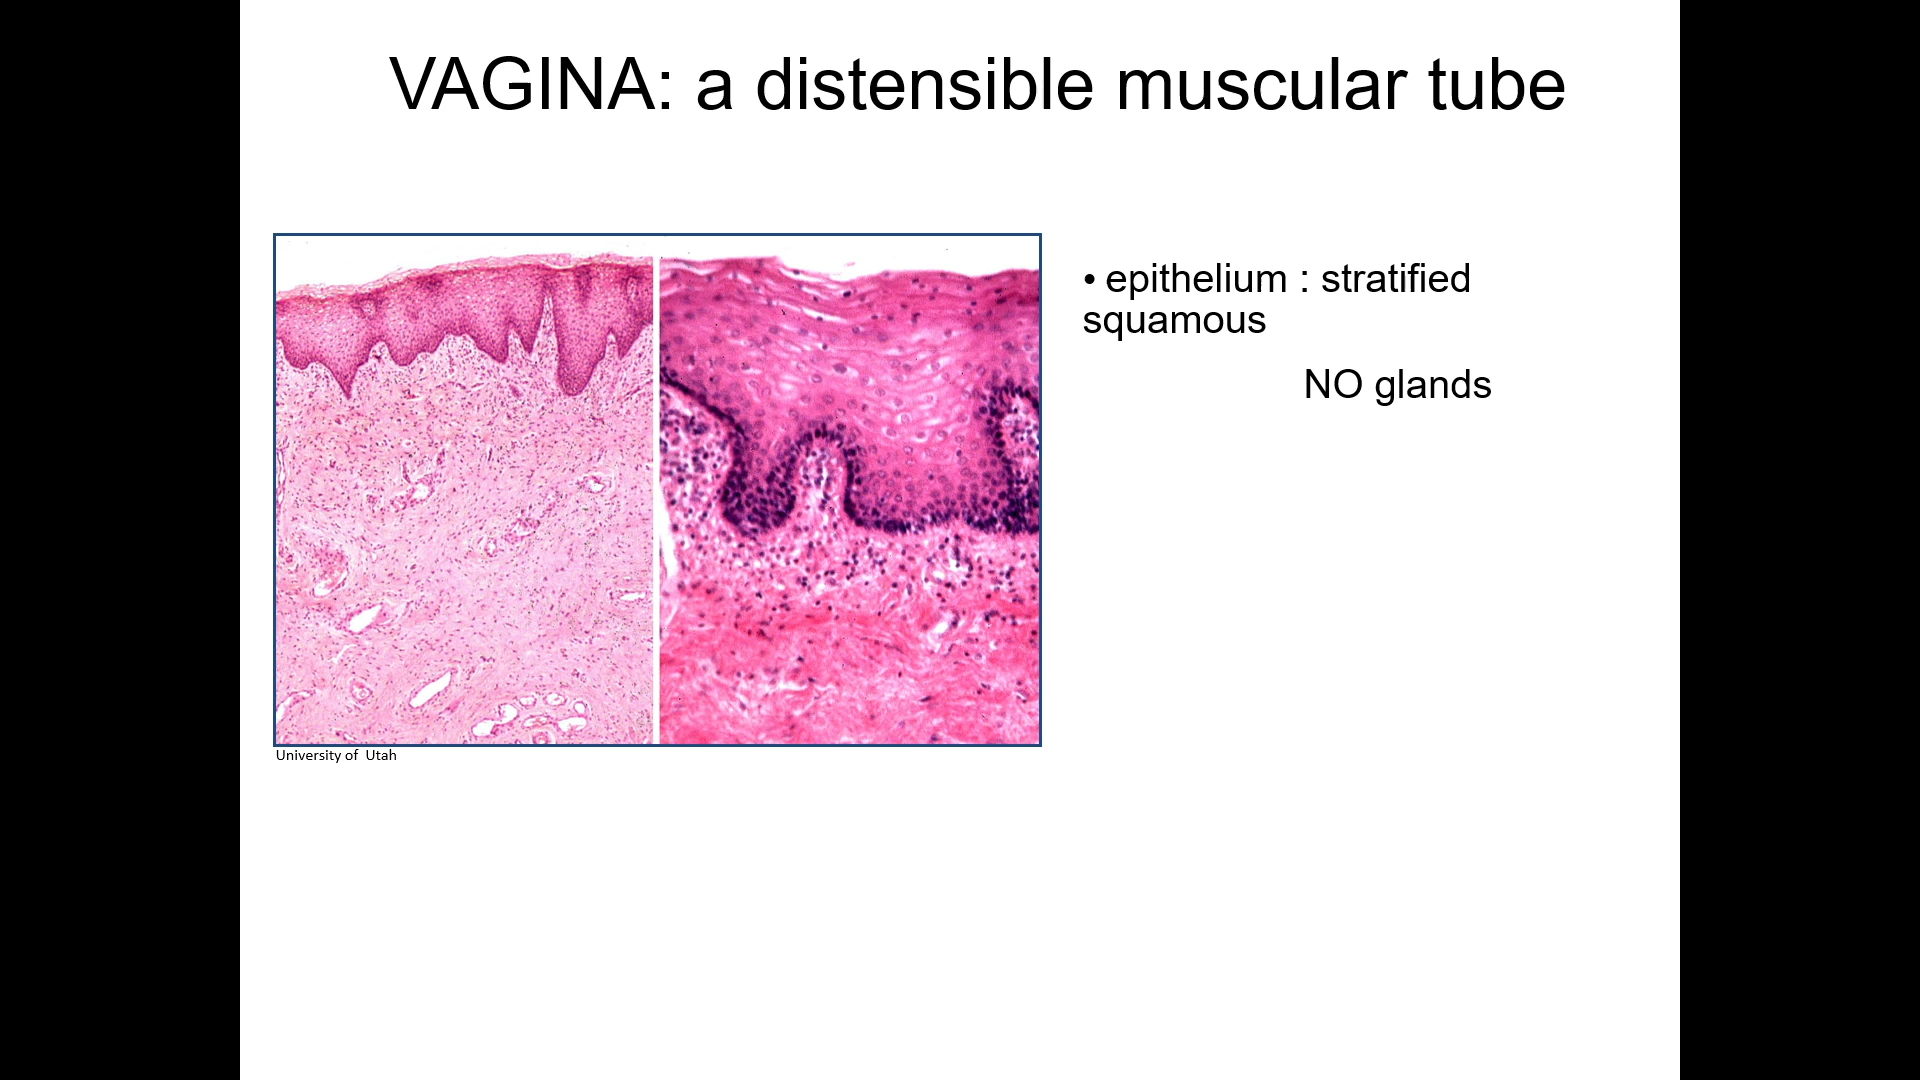 VAGINA: a distensible muscular tube
• epithelium : stratified
squamous
NO glands
University of Utah